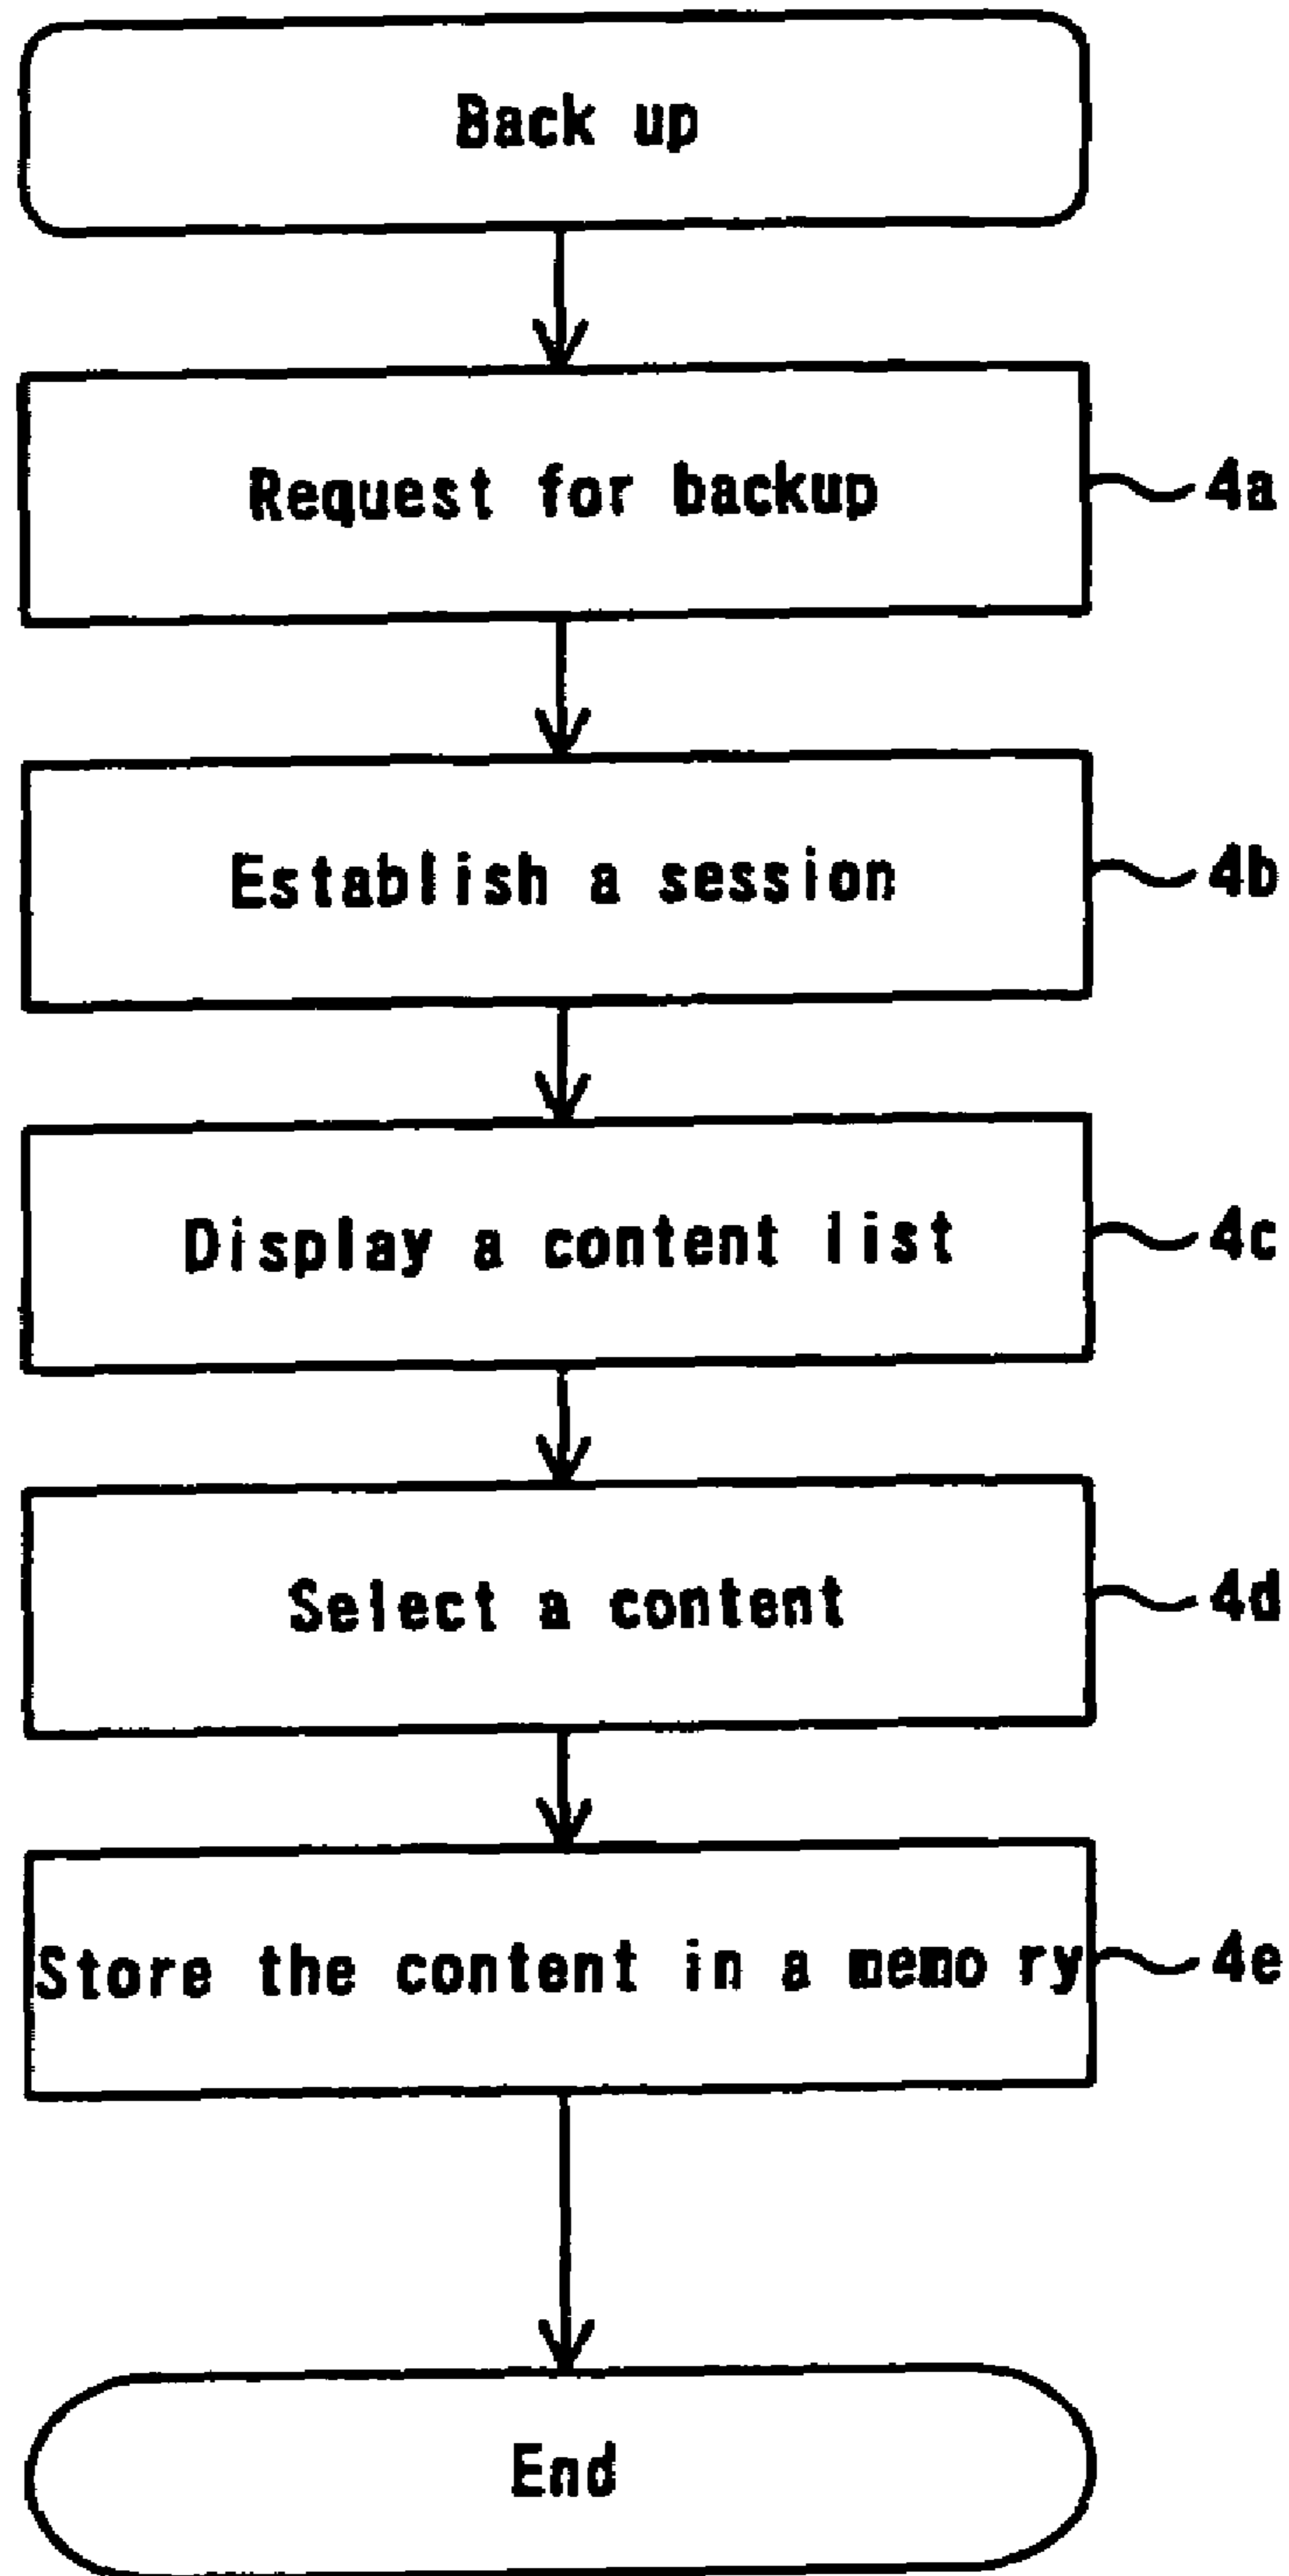 Back up
Request for backup
4a
Establish a session
4b
Display a content list
4c
Select a content
4d
Store the content in a memo ry
4e
End